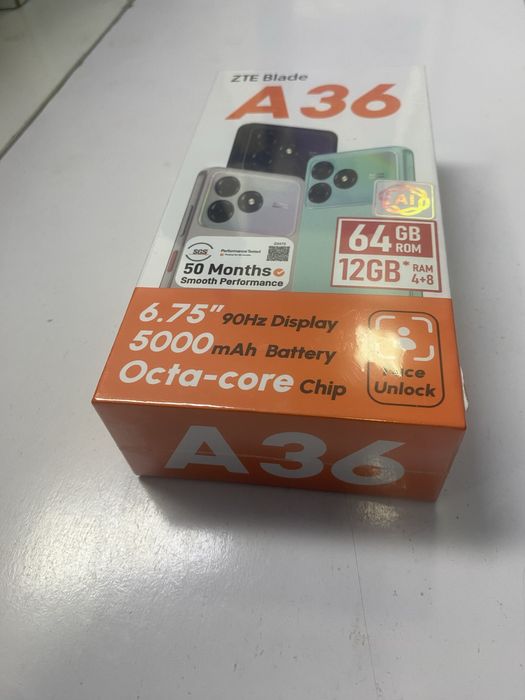 ZTE Blade
A36
AI
64 GB ROM
12GB* RAM 4+8
SGS
Performance Tested
50 Months
Smooth Performance
6.75" 90Hz Display
5000mAh Battery
Octa-core Chip
Unlock
A36